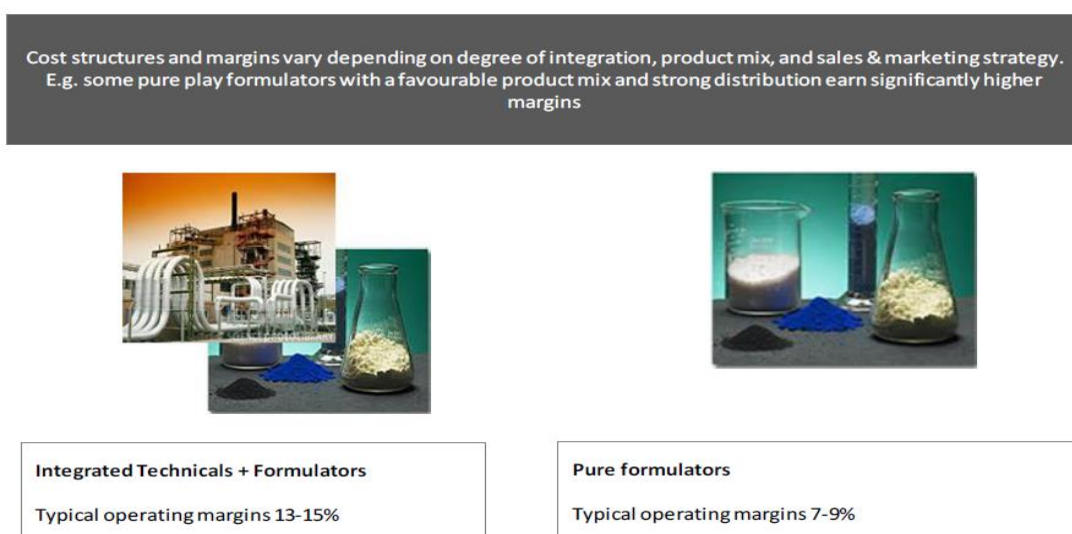 Cost structures and margins vary depending on degree of integration, product mix, and sales & marketing strategy.
E.g. some pure play formulators with a favourable product mix and strong distribution earn significantly higher
margins
Integrated Technicals + Formulators
Typical operating margins 13-15%
Pure formulators
Typical operating margins 7-9%